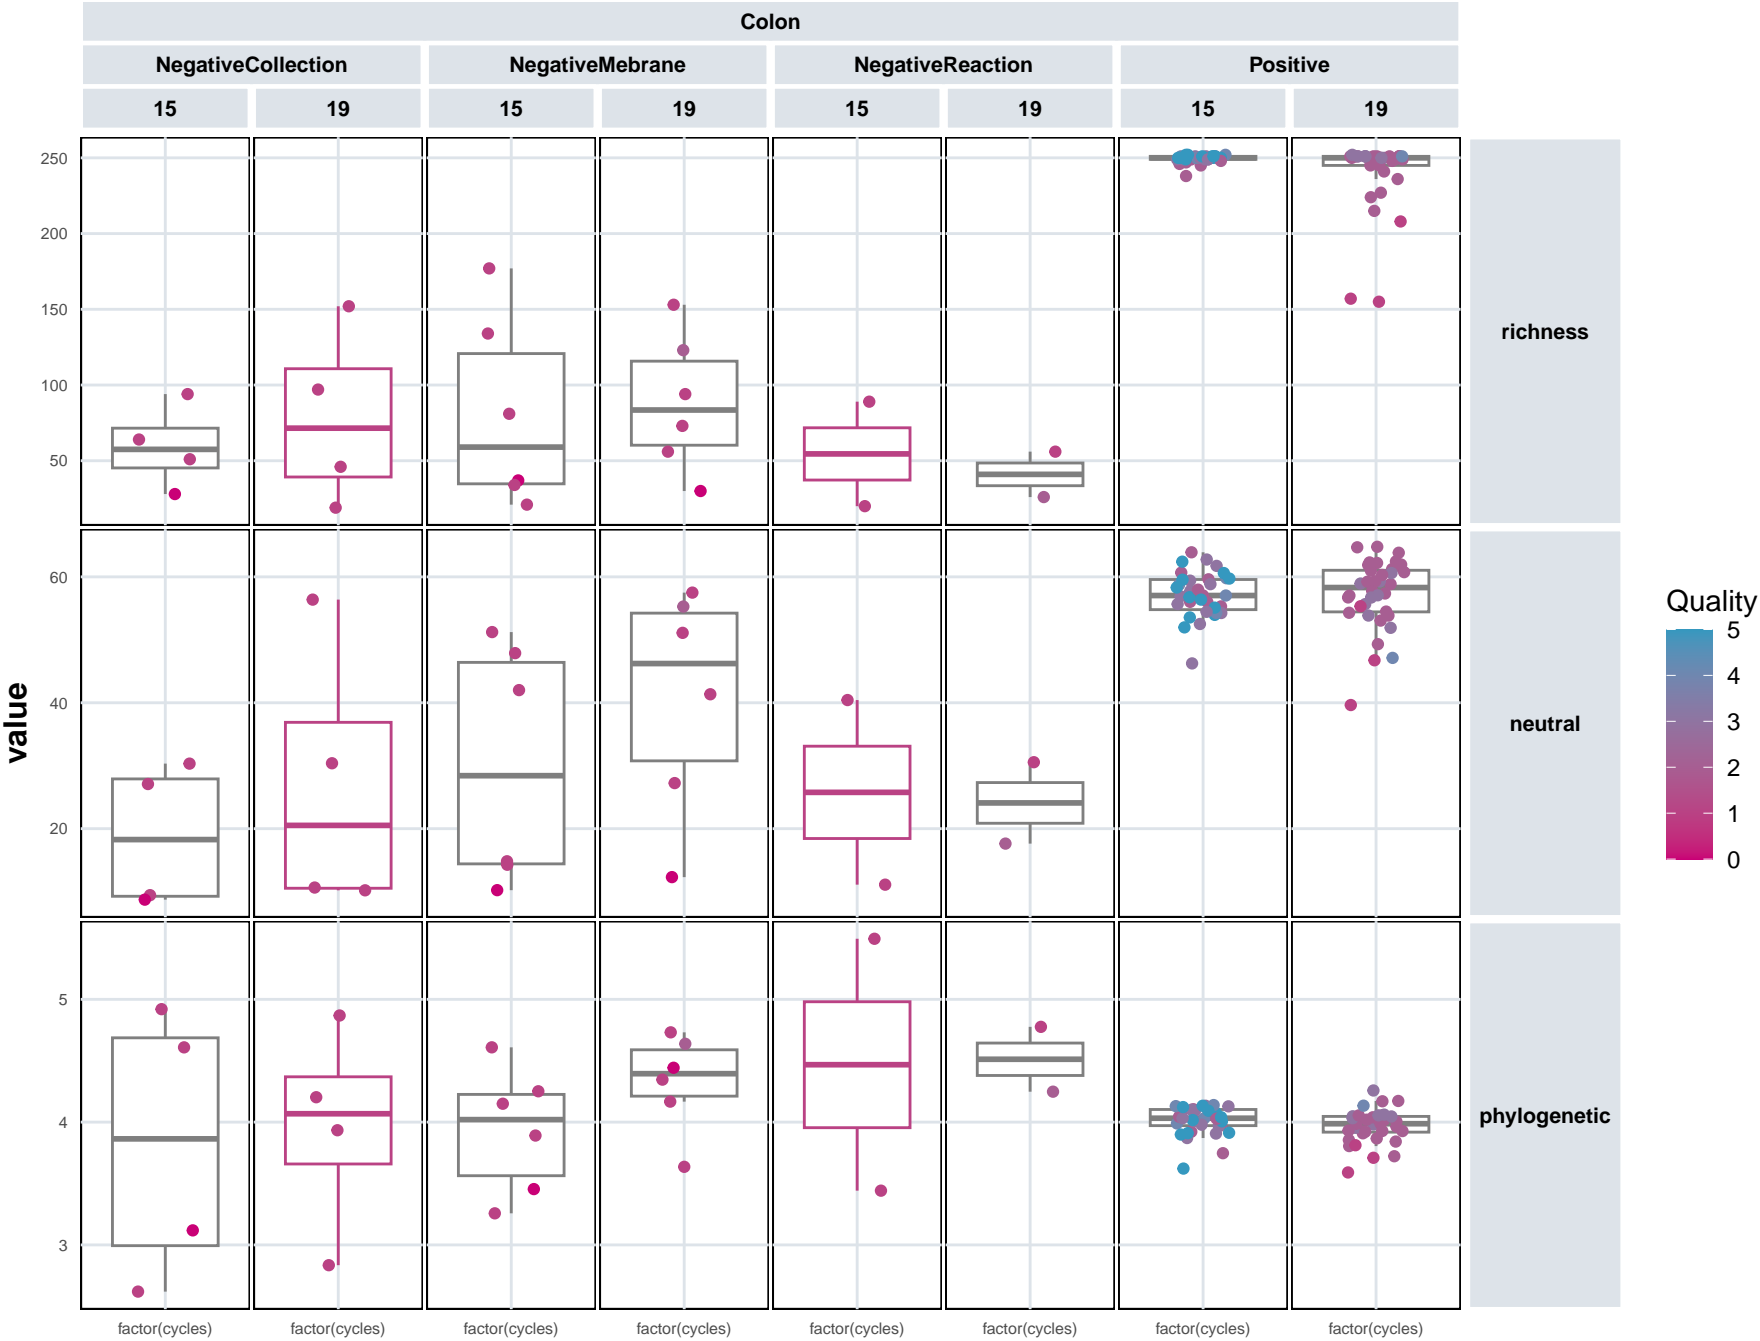 Colon
NegativeCollection NegativeMebrane NegativeReaction Positive
15 19 15 19 15 19 15 19
250
200
150
100
50
richness
60
40
20
neutral
5
4
3
phylogenetic
value
factor(cycles) factor(cycles) factor(cycles) factor(cycles) factor(cycles) factor(cycles) factor(cycles) factor(cycles)
Quality
5
4
3
2
1
0